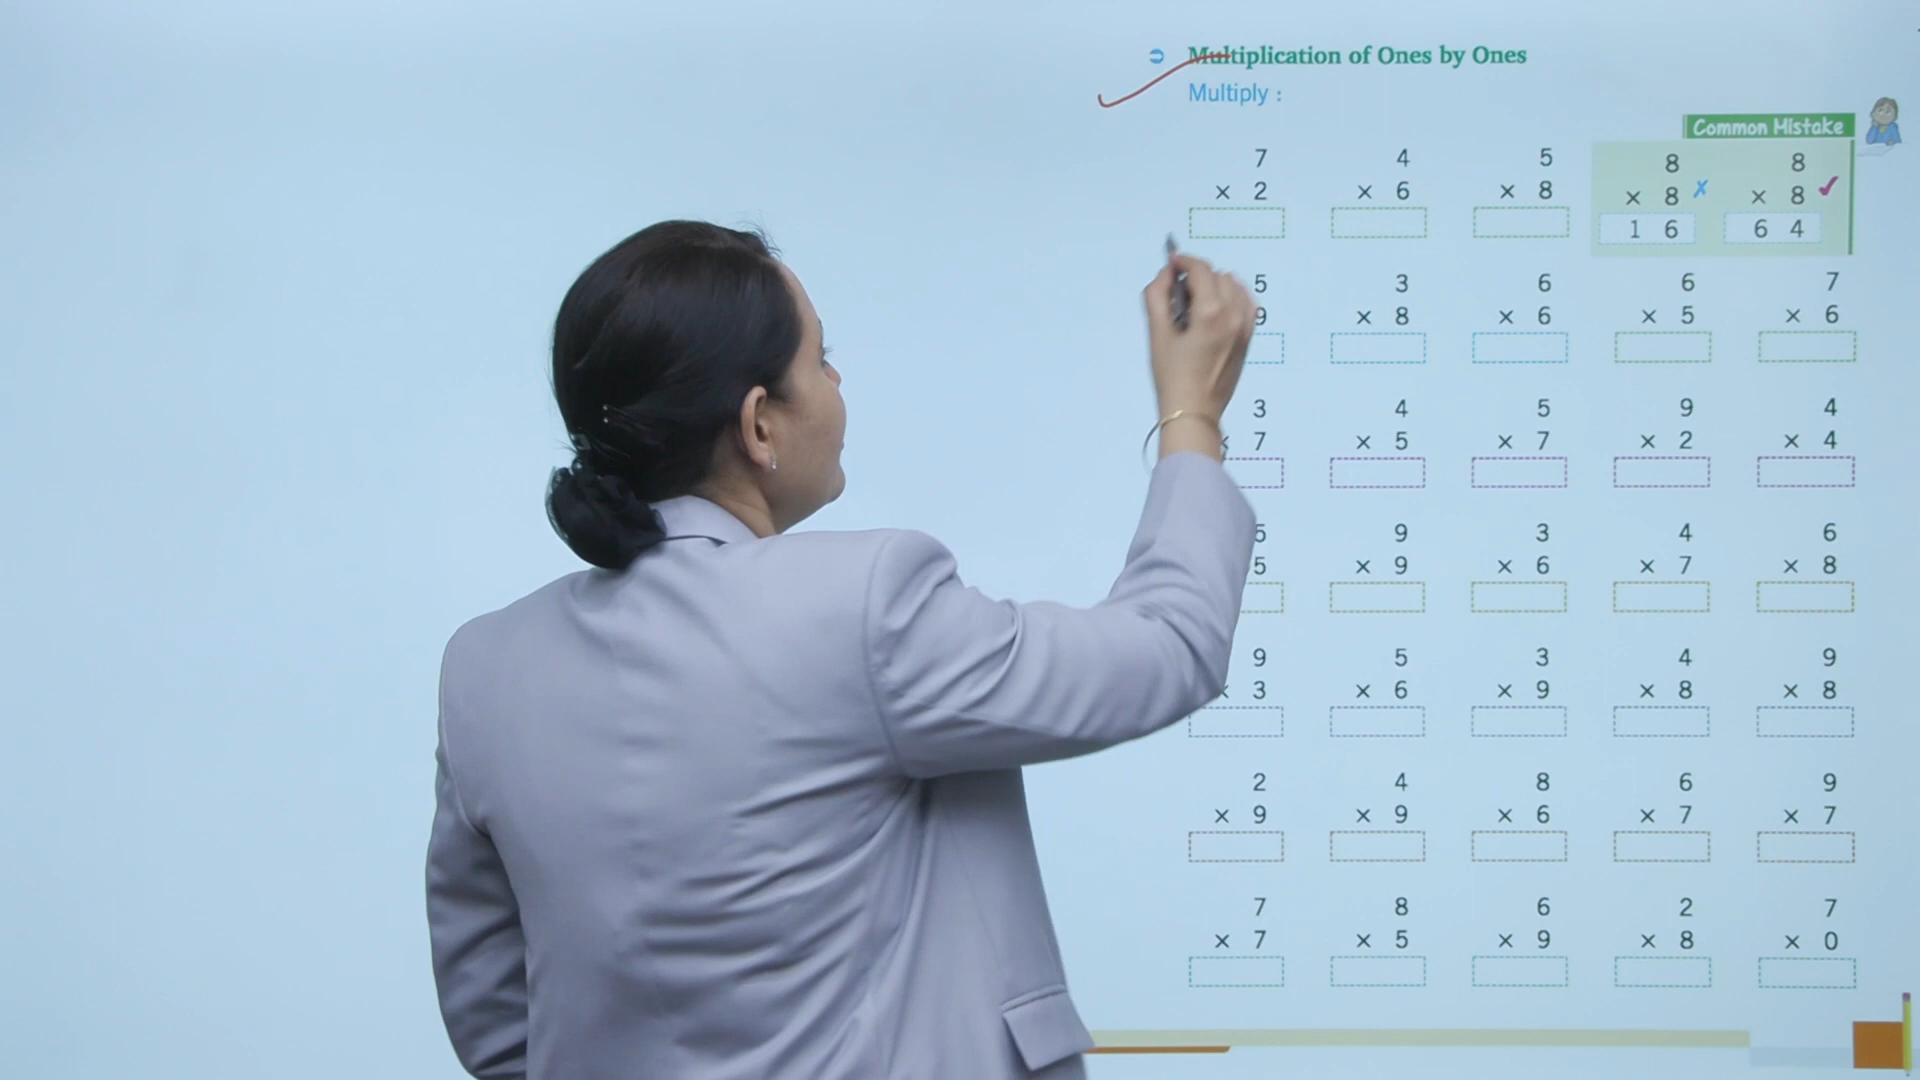 Multiplication of Ones by Ones
Multiply :
Common Mistake
7 4 5 8 8
× 2 × 6 × 8 × 8 ✗ × 8 ✓
1 6 6 4
5 3 6 6 7
9 × 8 × 6 × 5 × 6
3 4 5 9 4
× 7 × 5 × 7 × 2 × 4
9 3 4 6
5 × 9 × 6 × 7 × 8
9 5 3 4 9
× 3 × 6 × 9 × 8 × 8
2 4 8 6 9
× 9 × 9 × 6 × 7 × 7
7 8 6 2 7
× 7 × 5 × 9 × 8 × 0